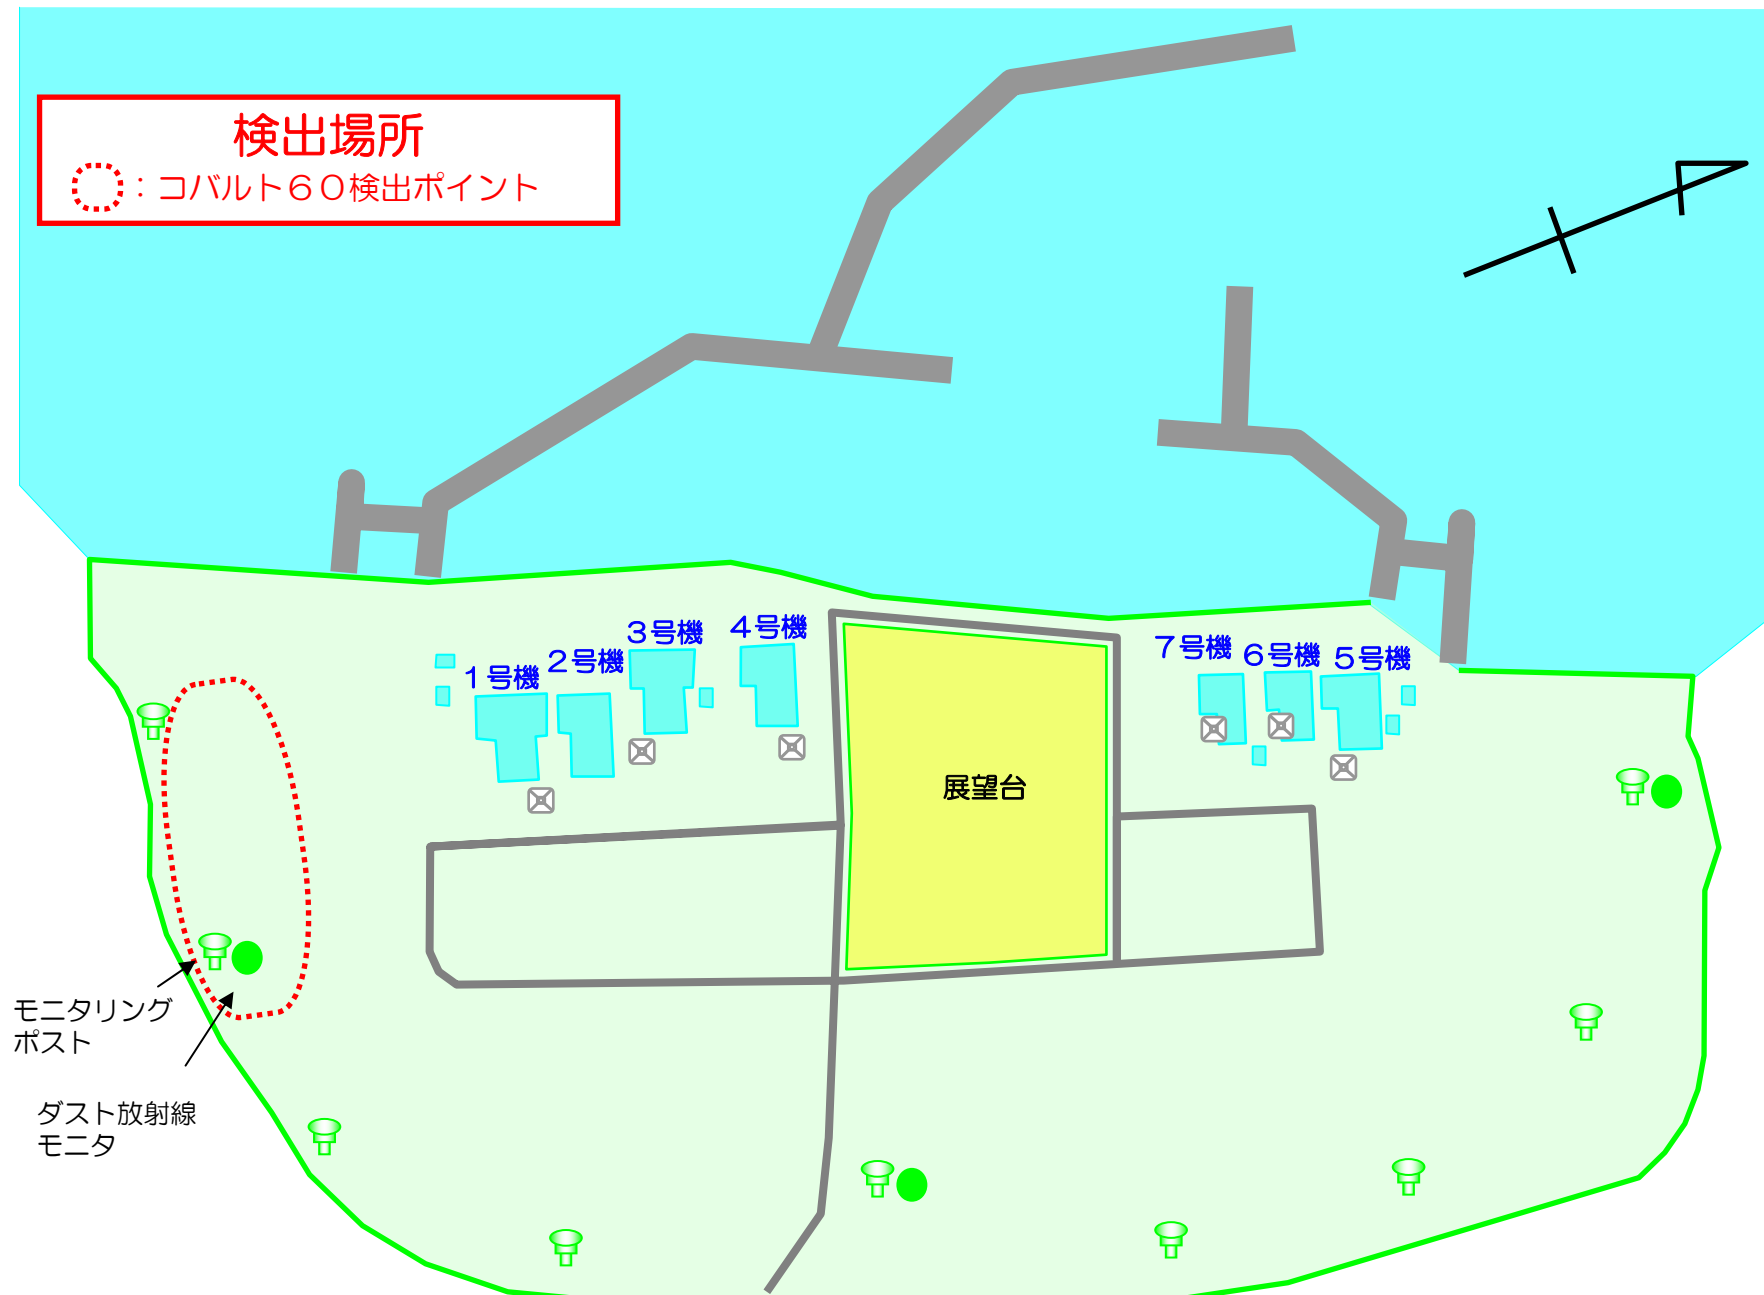 検出場所
：コバルト６０検出ポイント
１号機
２号機
３号機
４号機
７号機
６号機
５号機
展望台
モニタリング
ポスト
ダスト放射線
モニタ